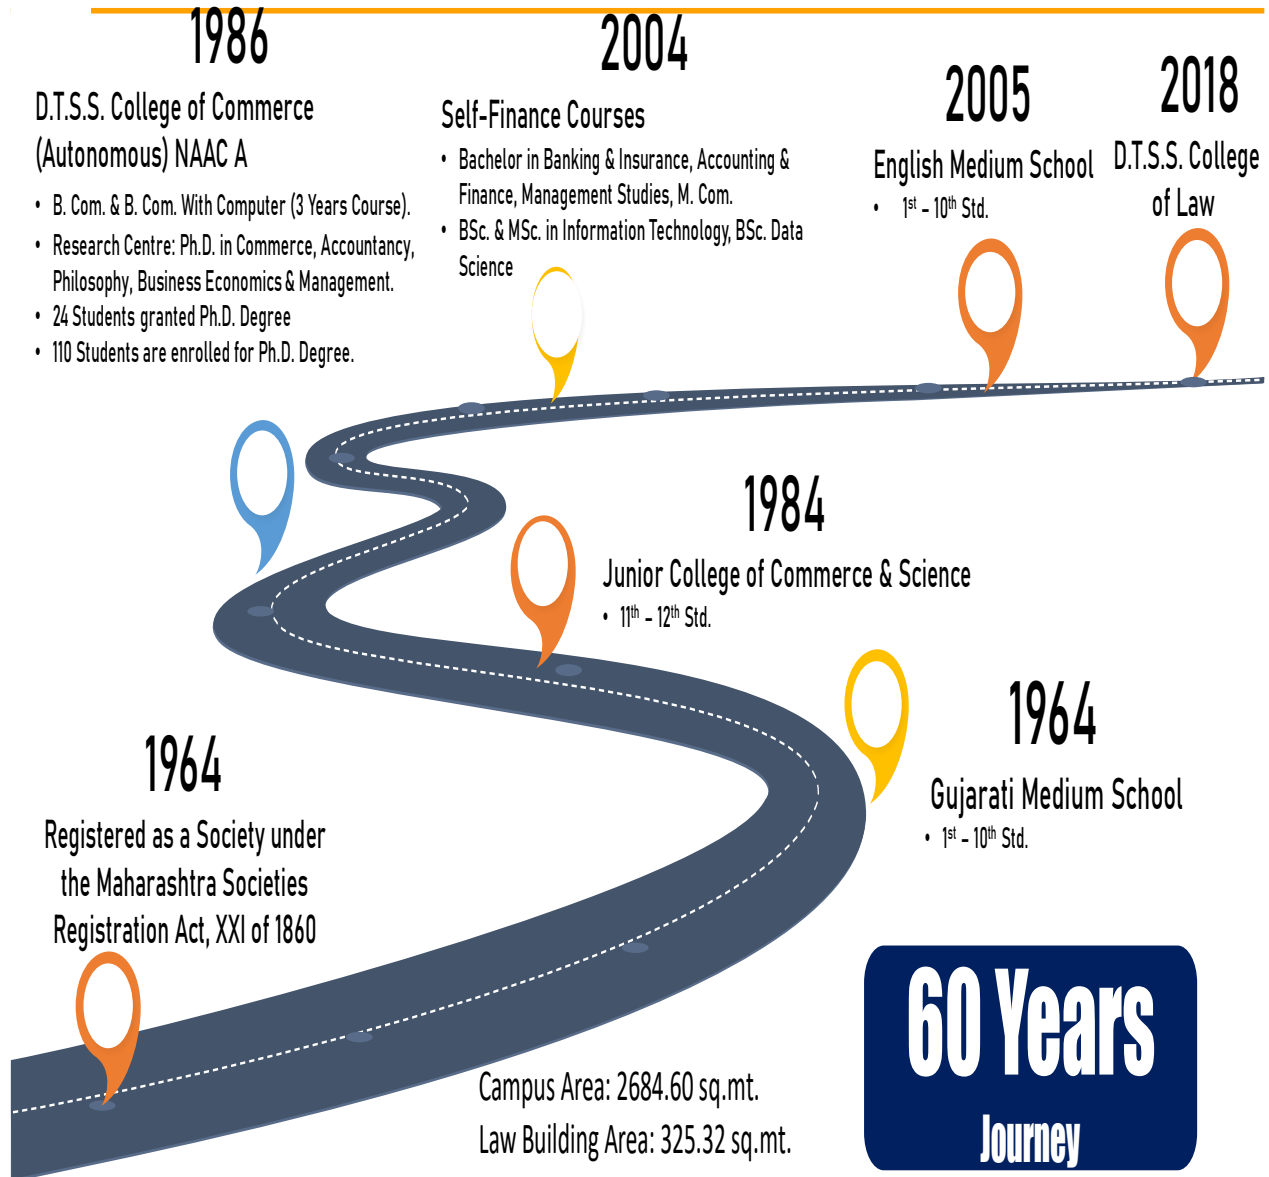 1986
D.T.S.S. College of Commerce
(Autonomous) NAAC A
• B. Com. & B. Com. With Computer (3 Years Course).
• Research Centre: Ph.D. in Commerce, Accountancy,
Philosophy, Business Economics & Management.
• 24 Students granted Ph.D. Degree
• 110 Students are enrolled for Ph.D. Degree.
2004
Self-Finance Courses
• Bachelor in Banking & Insurance, Accounting &
Finance, Management Studies, M. Com.
• BSc. & MSc. in Information Technology, BSc. Data
Science
2005
English Medium School
• 1st – 10th Std.
2018
D.T.S.S. College
of Law
1984
Junior College of Commerce & Science
• 11th – 12th Std.
1964
Gujarati Medium School
• 1st – 10th Std.
1964
Registered as a Society under
the Maharashtra Societies
Registration Act, XXI of 1860
Campus Area: 2684.60 sq.mt.
Law Building Area: 325.32 sq.mt.
60 Years
Journey